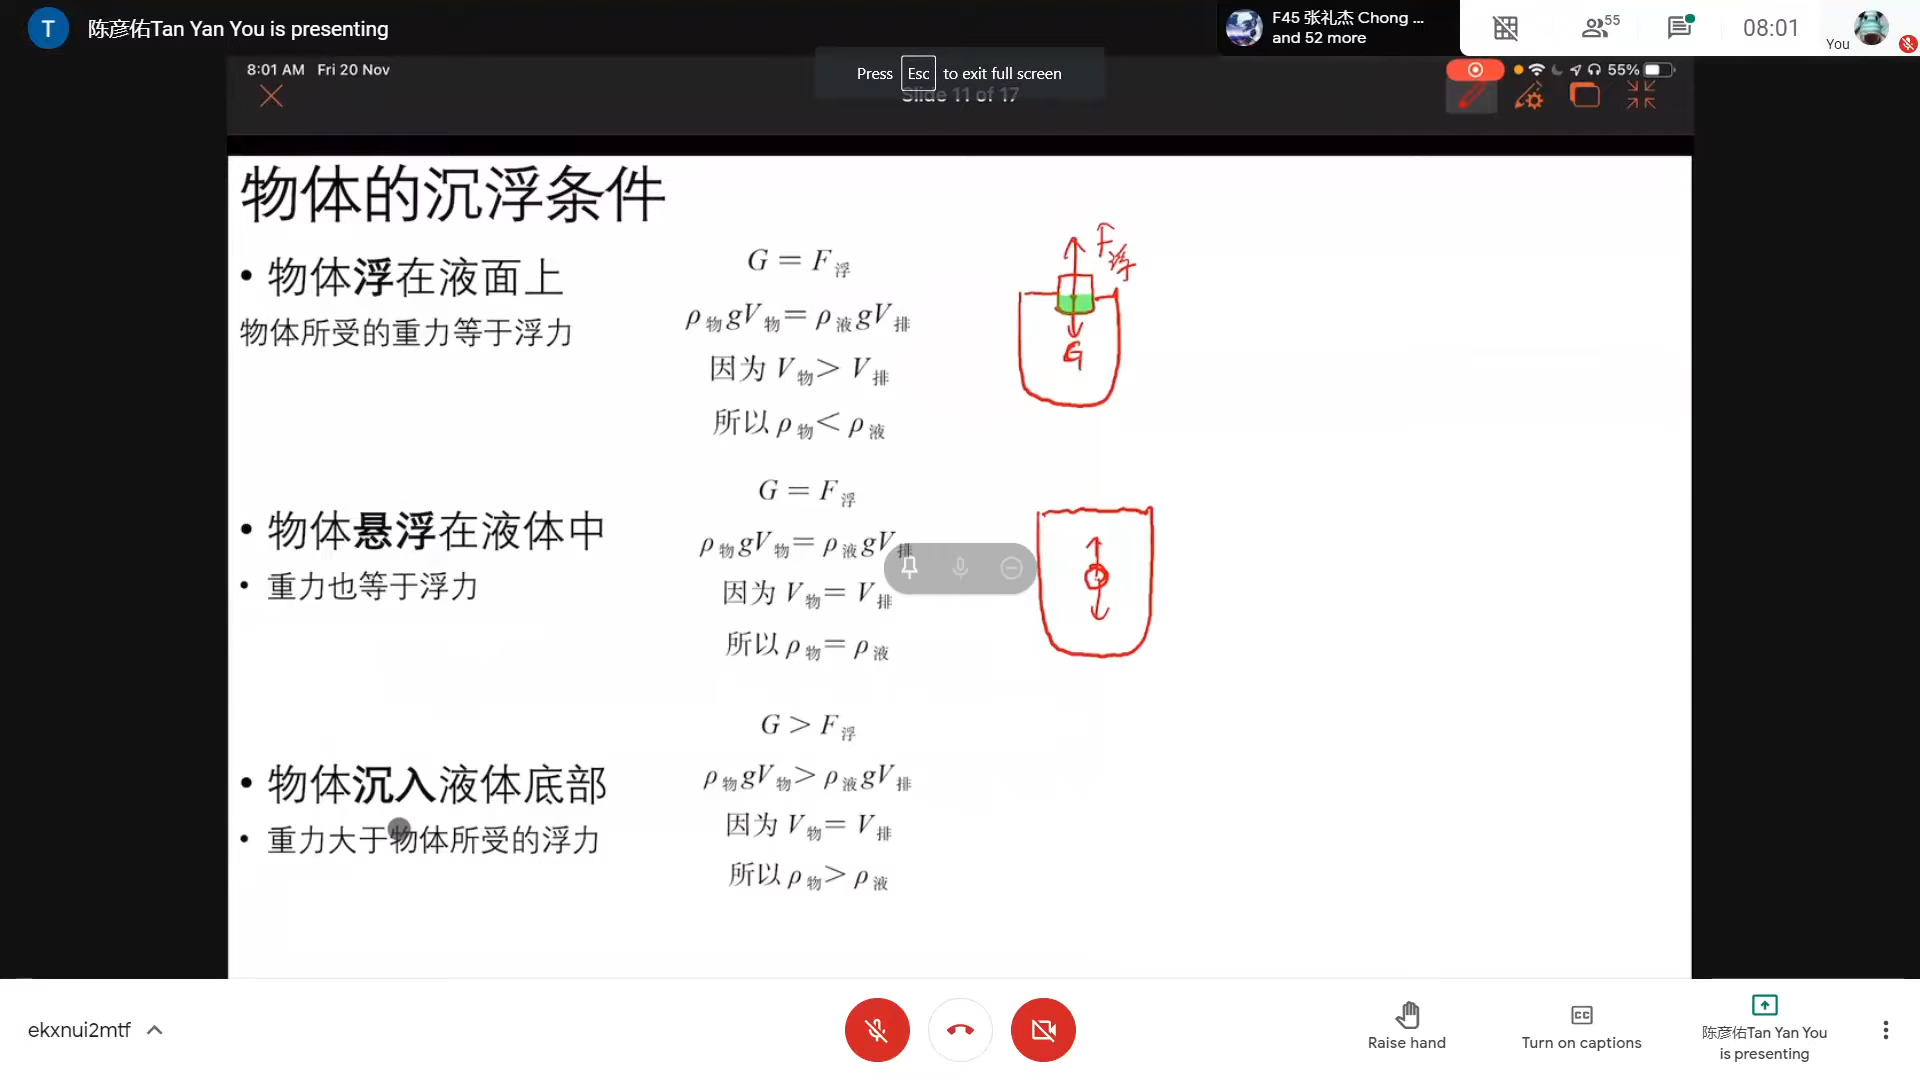 T 陈彦佑Tan Yan You is presenting
F45 张礼杰 Chong ...
and 52 more
55
08:01
You
8:01 AM Fri 20 Nov
Press Esc to exit full screen
55%
Slide 11 of 17
物体的沉浮条件
• 物体浮在液面上
物体所受的重力等于浮力
G = F浮
ρ物gV物= ρ液gV排
因为 V物> V排
所以 ρ物< ρ液
F浮
G
• 物体悬浮在液体中
• 重力也等于浮力
G = F浮
ρ物gV物= ρ液gV排
因为 V物= V排
所以 ρ物= ρ液
• 物体沉入液体底部
• 重力大于物体所受的浮力
G > F浮
ρ物gV物> ρ液gV排
因为 V物= V排
所以 ρ物> ρ液
ekxnui2mtf
Raise hand
CC
Turn on captions
陈彦佑Tan Yan You
is presenting